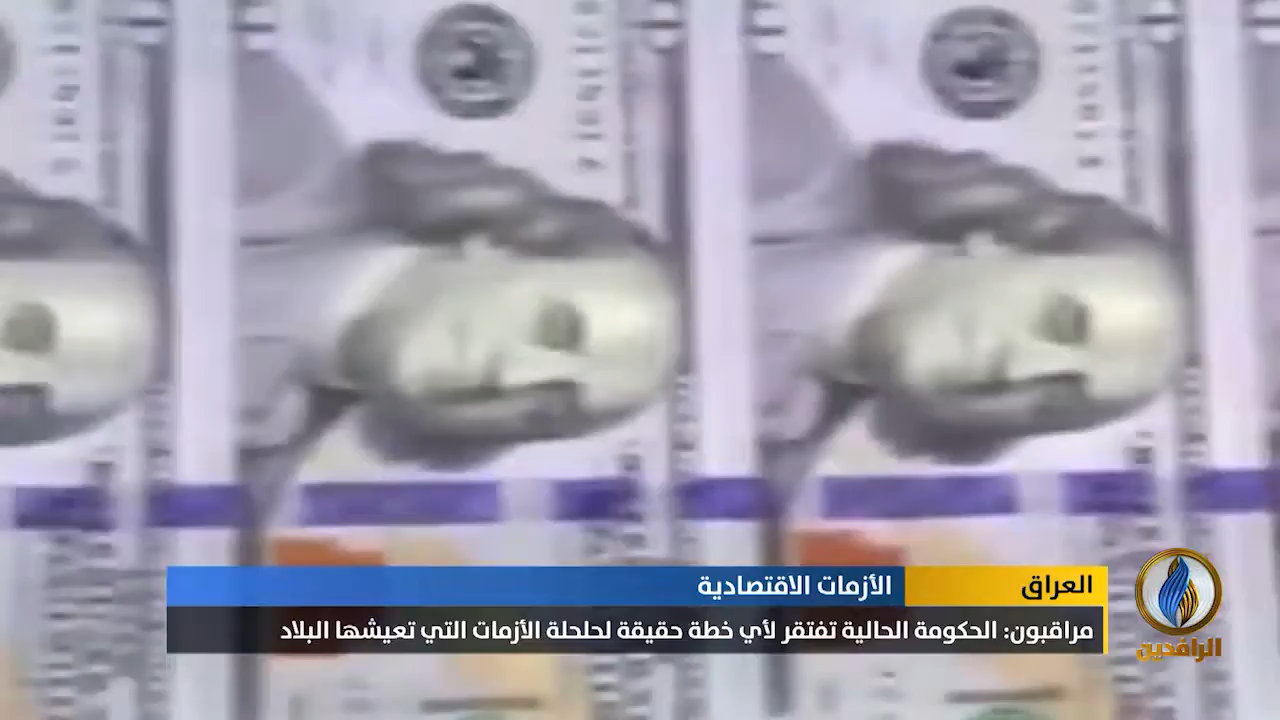 العراق
الأزمات الاقتصادية
مراقبون: الحكومة الحالية تفتقر لأي خطة حقيقة لحلحلة الأزمات التي تعيشها البلاد
الرافدين